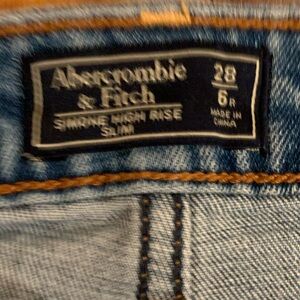 Abercrombie
& Fitch
SIMONE HIGH RISE
SLIM
28
6R
MADE IN
CHINA